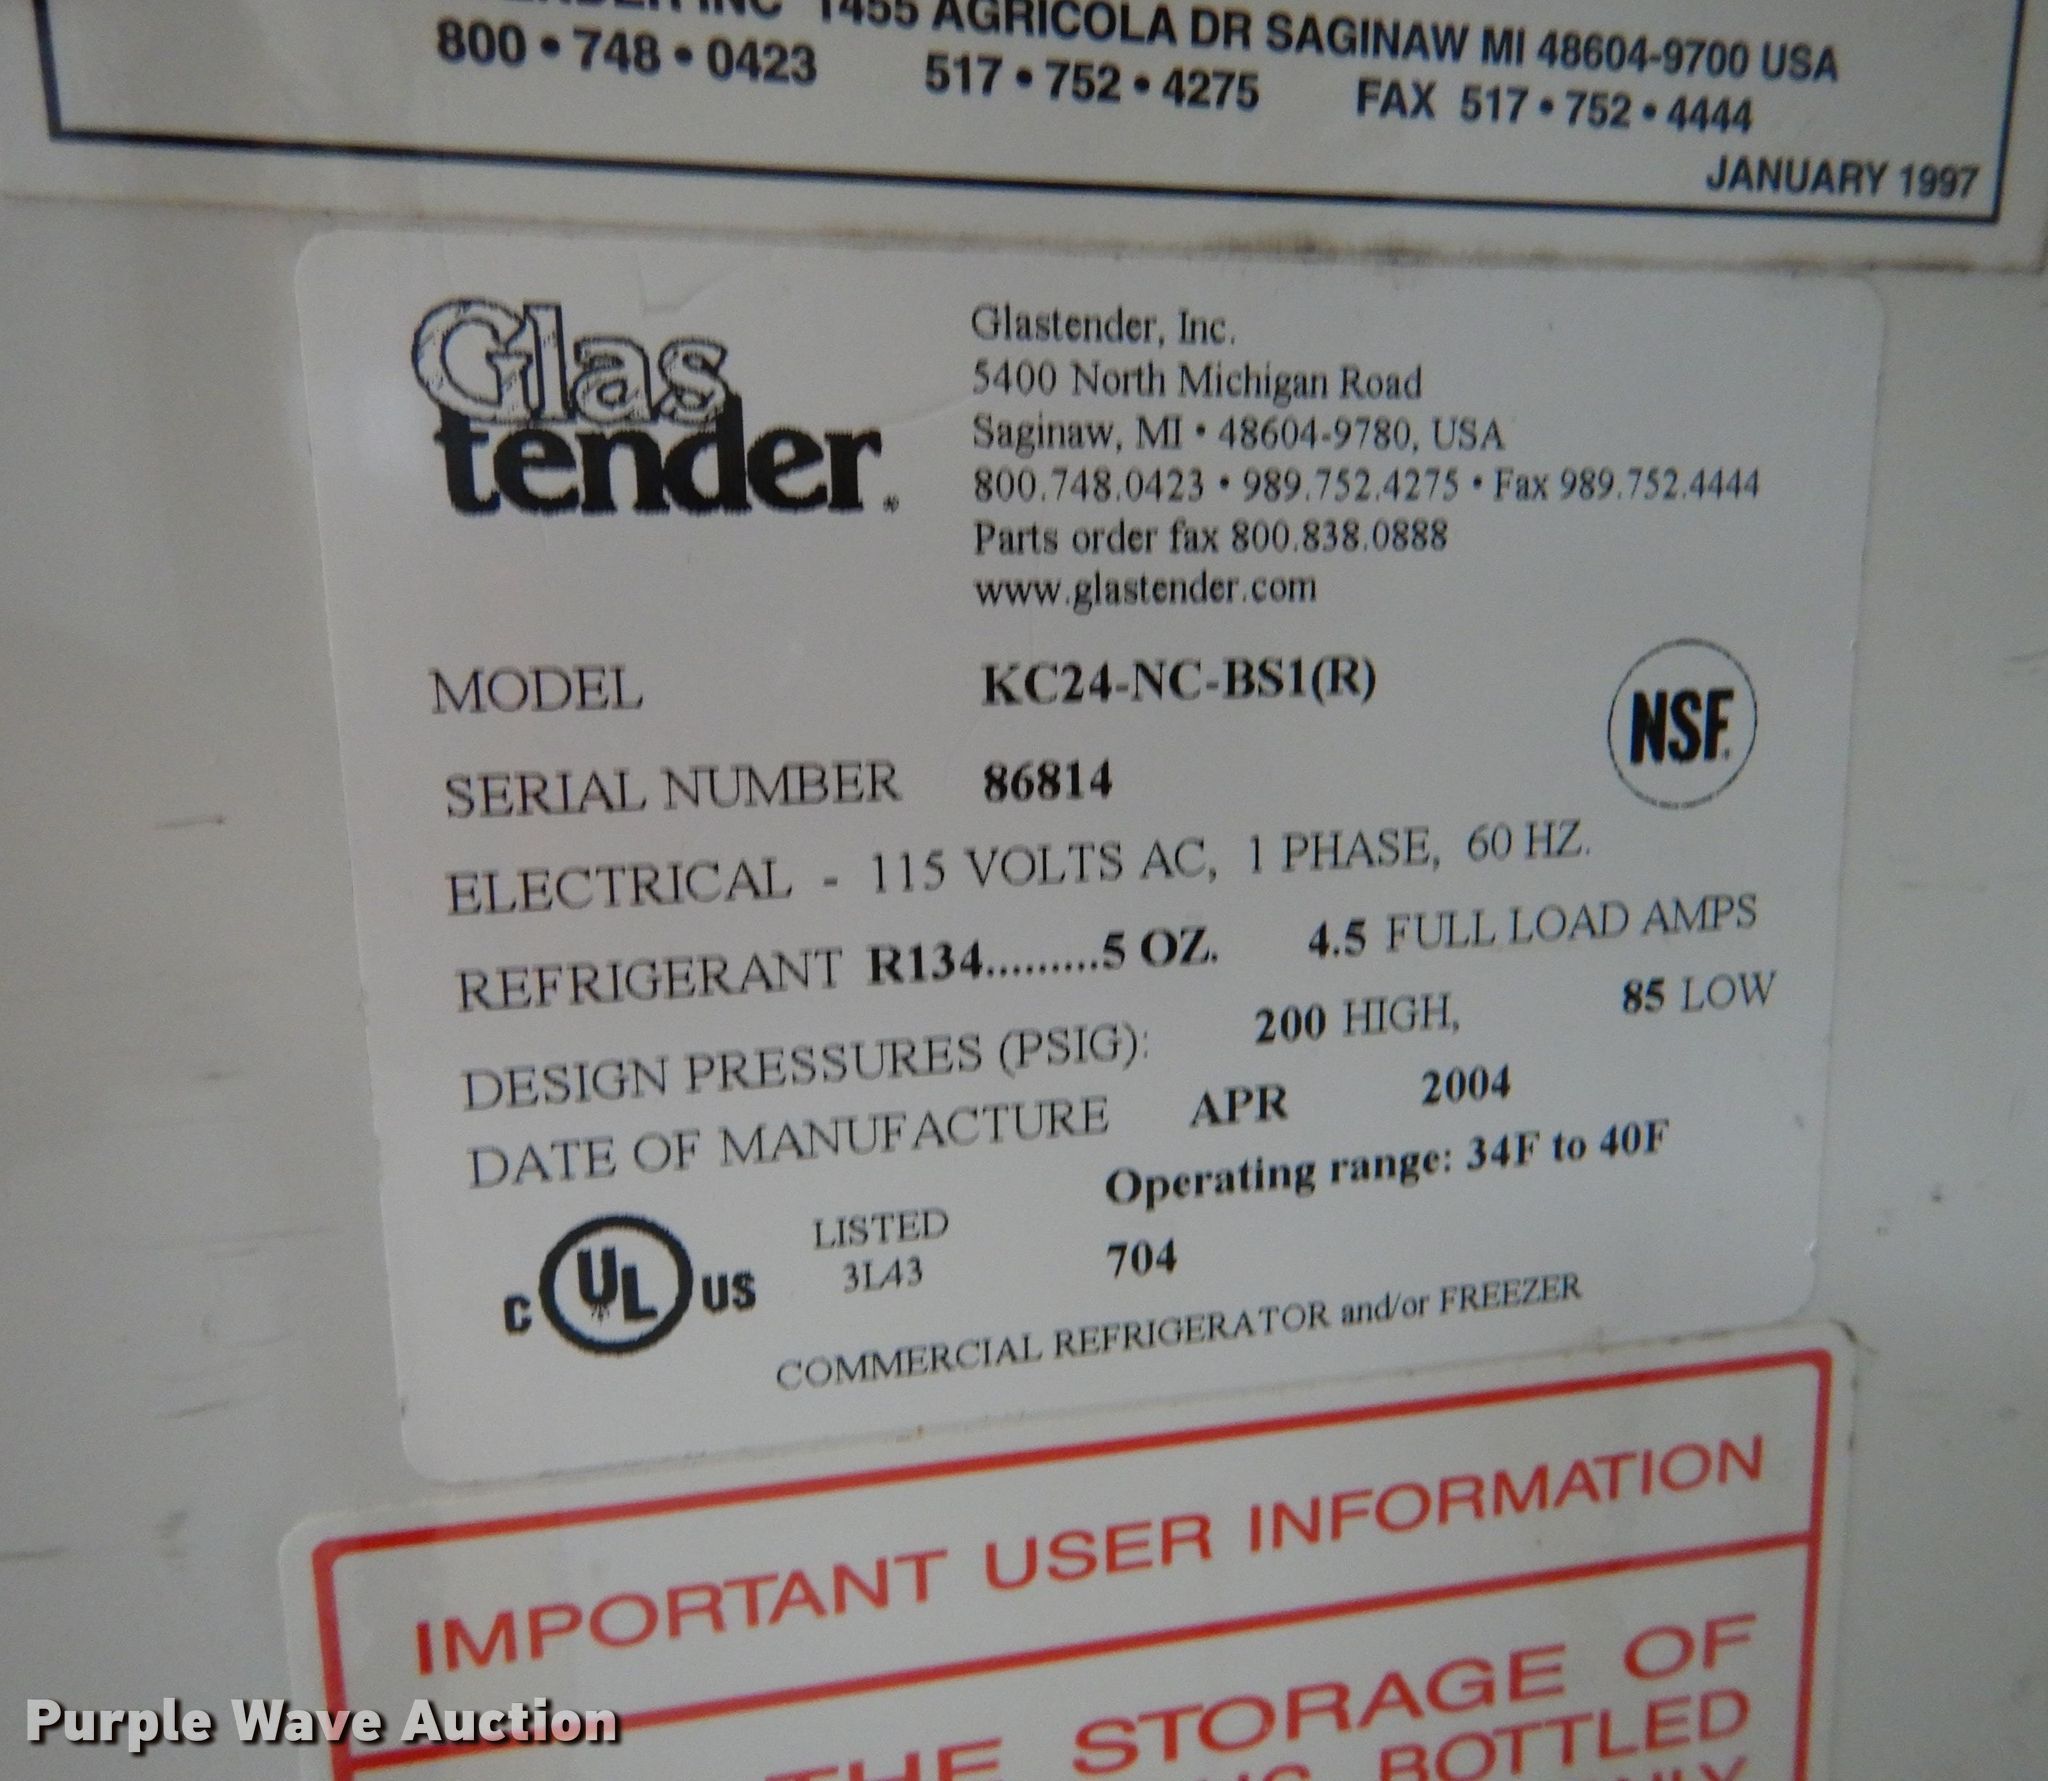 INC 1455 AGRICOLA DR SAGINAW MI 48604-9700 USA
800 • 748 • 0423 517 • 752 • 4275 FAX 517 • 752 • 4444
JANUARY 1997
Glas
tender®
Glastender, Inc.
5400 North Michigan Road
Saginaw, MI • 48604-9780, USA
800.748.0423 • 989.752.4275 • Fax 989.752.4444
Parts order fax 800.838.0888
www.glastender.com
MODEL KC24-NC-BS1(R)
NSF
SERIAL NUMBER 86814
ELECTRICAL - 115 VOLTS AC, 1 PHASE, 60 HZ.
REFRIGERANT R134.........5 OZ. 4.5 FULL LOAD AMPS
DESIGN PRESSURES (PSIG): 200 HIGH, 85 LOW
DATE OF MANUFACTURE APR 2004
Operating range: 34F to 40F
C UL US LISTED
3L43 704
COMMERCIAL REFRIGERATOR and/or FREEZER
IMPORTANT USER INFORMATION
STORAGE OF
BOTTLED
Purple Wave Auction